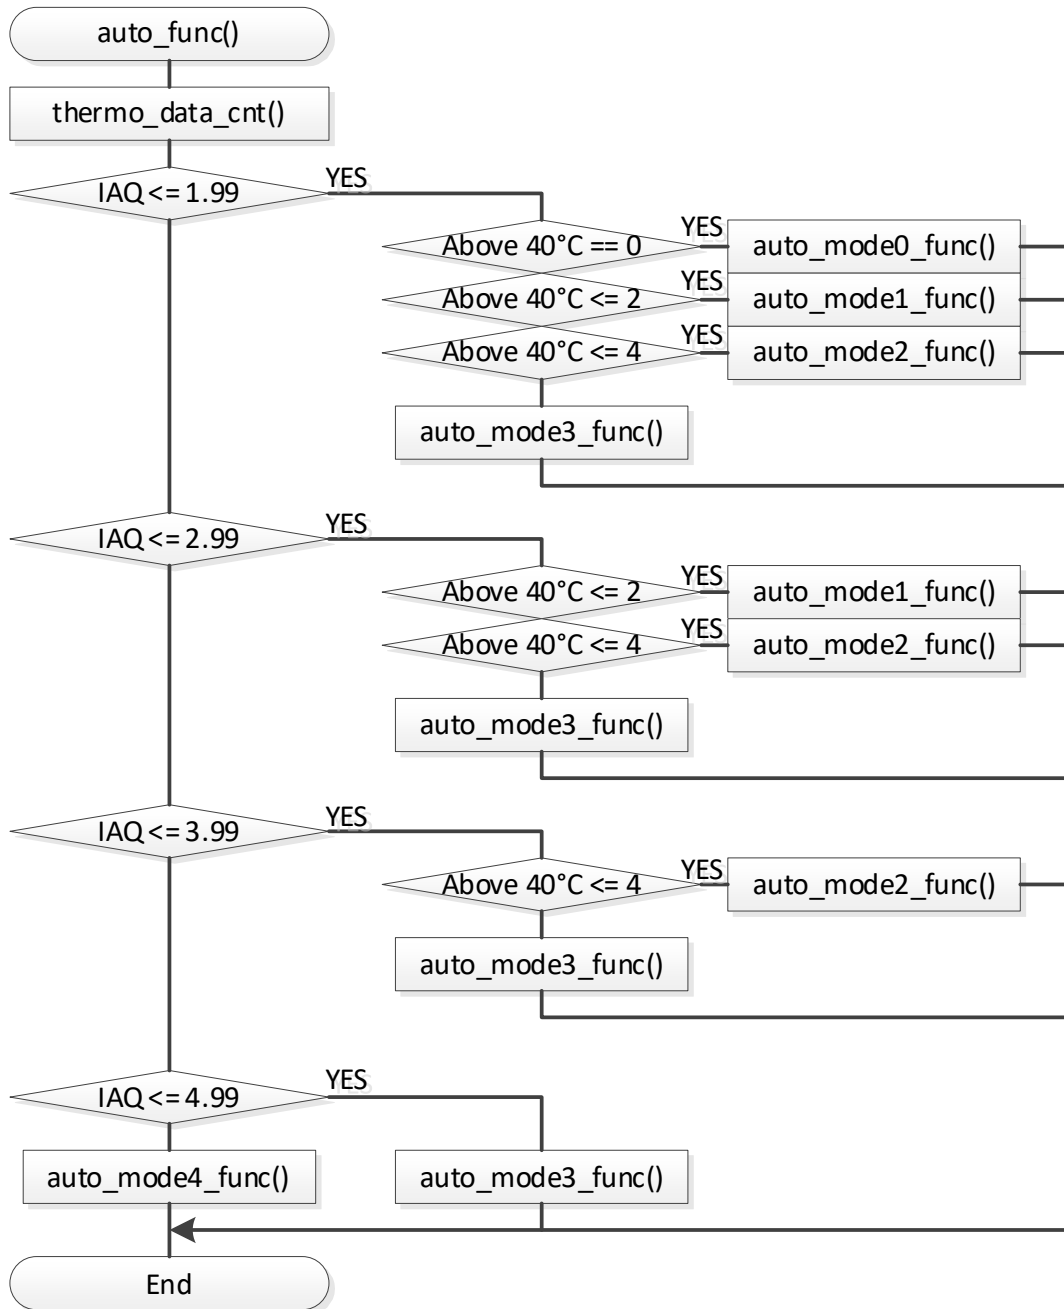 auto_func()
thermo_data_cnt()
IAQ <= 1.99
YES
Above 40°C == 0
YES
auto_mode0_func()
Above 40°C <= 2
YES
auto_mode1_func()
Above 40°C <= 4
YES
auto_mode2_func()
auto_mode3_func()
IAQ <= 2.99
YES
Above 40°C <= 2
YES
auto_mode1_func()
Above 40°C <= 4
YES
auto_mode2_func()
auto_mode3_func()
IAQ <= 3.99
YES
Above 40°C <= 4
YES
auto_mode2_func()
auto_mode3_func()
IAQ <= 4.99
YES
auto_mode4_func()
auto_mode3_func()
End